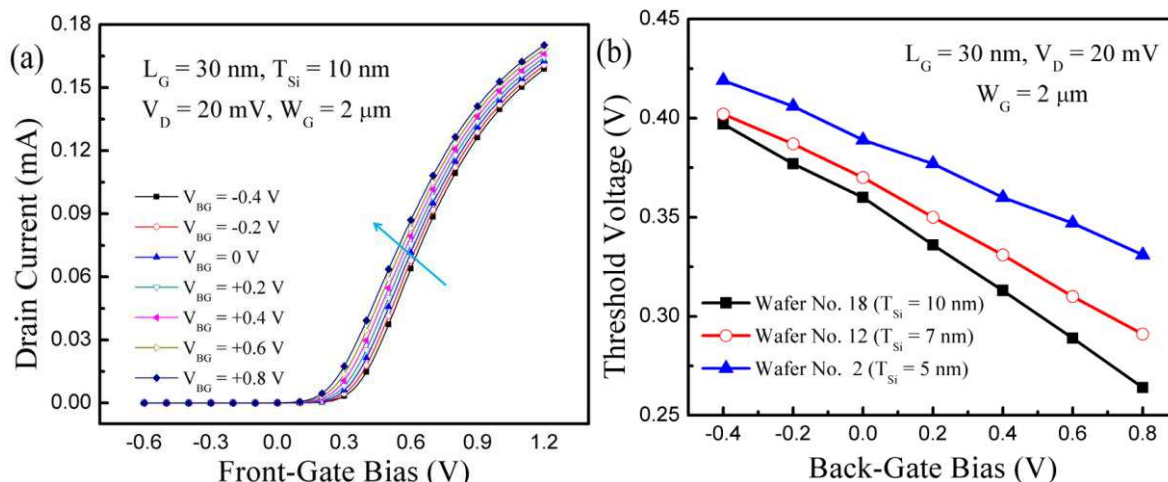 (a)
L_G = 30 nm, T_Si = 10 nm
V_D = 20 mV, W_G = 2 μm
V_BG = -0.4 V
V_BG = -0.2 V
V_BG = 0 V
V_BG = +0.2 V
V_BG = +0.4 V
V_BG = +0.6 V
V_BG = +0.8 V
Drain Current (mA)
0.18
0.15
0.12
0.09
0.06
0.03
0.00
-0.6 -0.3 0.0 0.3 0.6 0.9 1.2
Front-Gate Bias (V)
(b)
L_G = 30 nm, V_D = 20 mV
W_G = 2 μm
Wafer No. 18 (T_Si = 10 nm)
Wafer No. 12 (T_Si = 7 nm)
Wafer No. 2 (T_Si = 5 nm)
Threshold Voltage (V)
0.45
0.40
0.35
0.30
0.25
-0.4 -0.2 0.0 0.2 0.4 0.6 0.8
Back-Gate Bias (V)